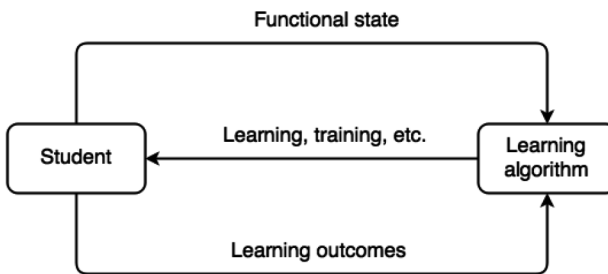 Functional state
Learning, training, etc.
Student
Learning
algorithm
Learning outcomes